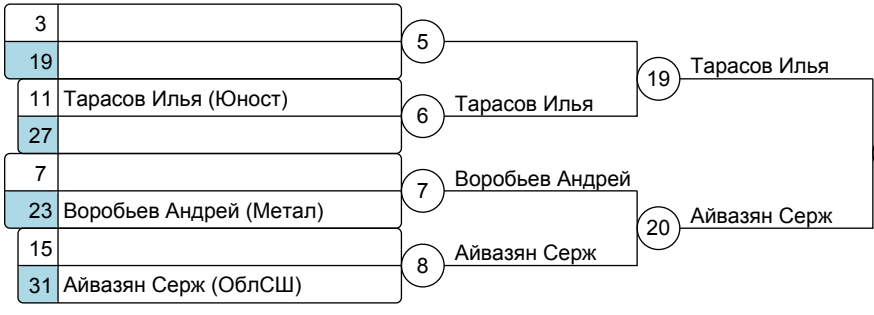 3
5
19
19
Тарасов Илья
11 Тарасов Илья (Юност)
6
Тарасов Илья
27
7
7
Воробьев Андрей
23 Воробьев Андрей (Метал)
20
Айвазян Серж
15
8
Айвазян Серж
31 Айвазян Серж (ОблСШ)